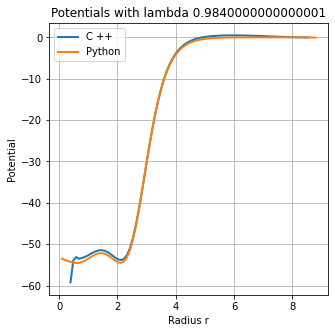 Potentials with lambda 0.9840000000000001
C ++
Python
0
−10
−20
−30
−40
−50
−60
Potential
0 2 4 6 8
Radius r